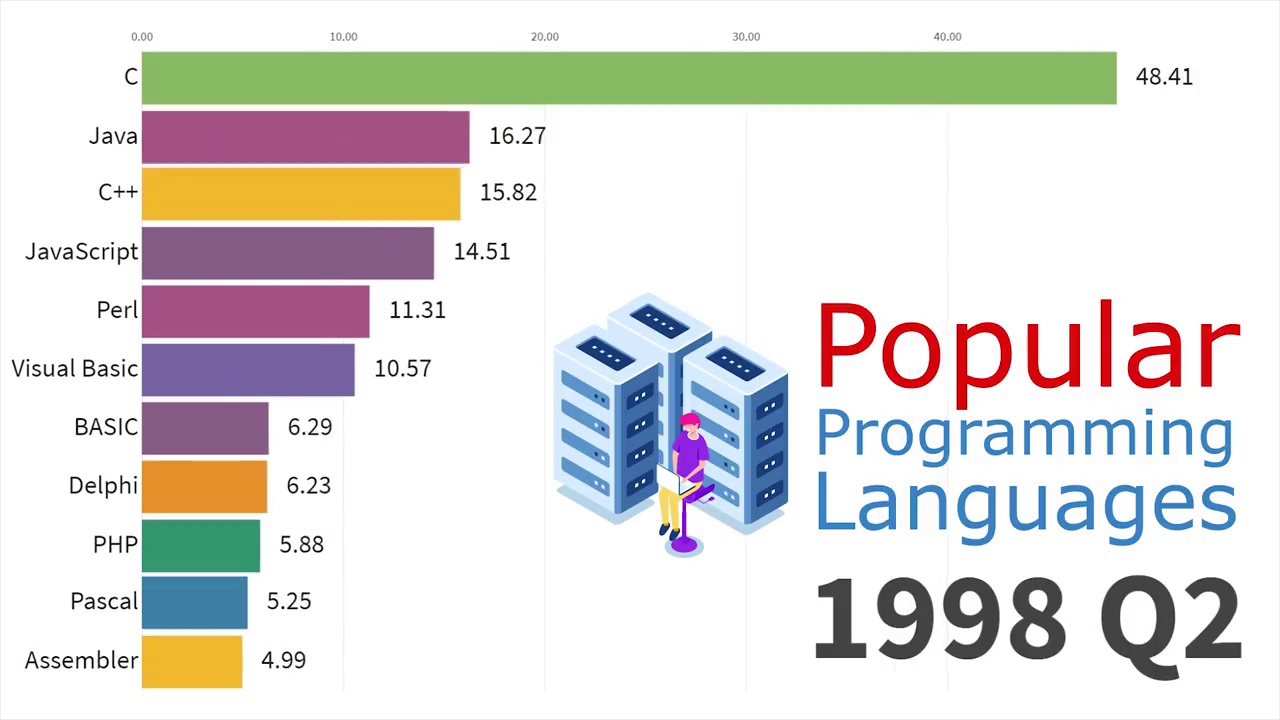 0.00 10.00 20.00 30.00 40.00
C 48.41
Java 16.27
C++ 15.82
JavaScript 14.51
Perl 11.31
Visual Basic 10.57
BASIC 6.29
Delphi 6.23
PHP 5.88
Pascal 5.25
Assembler 4.99
Popular
Programming
Languages
1998 Q2